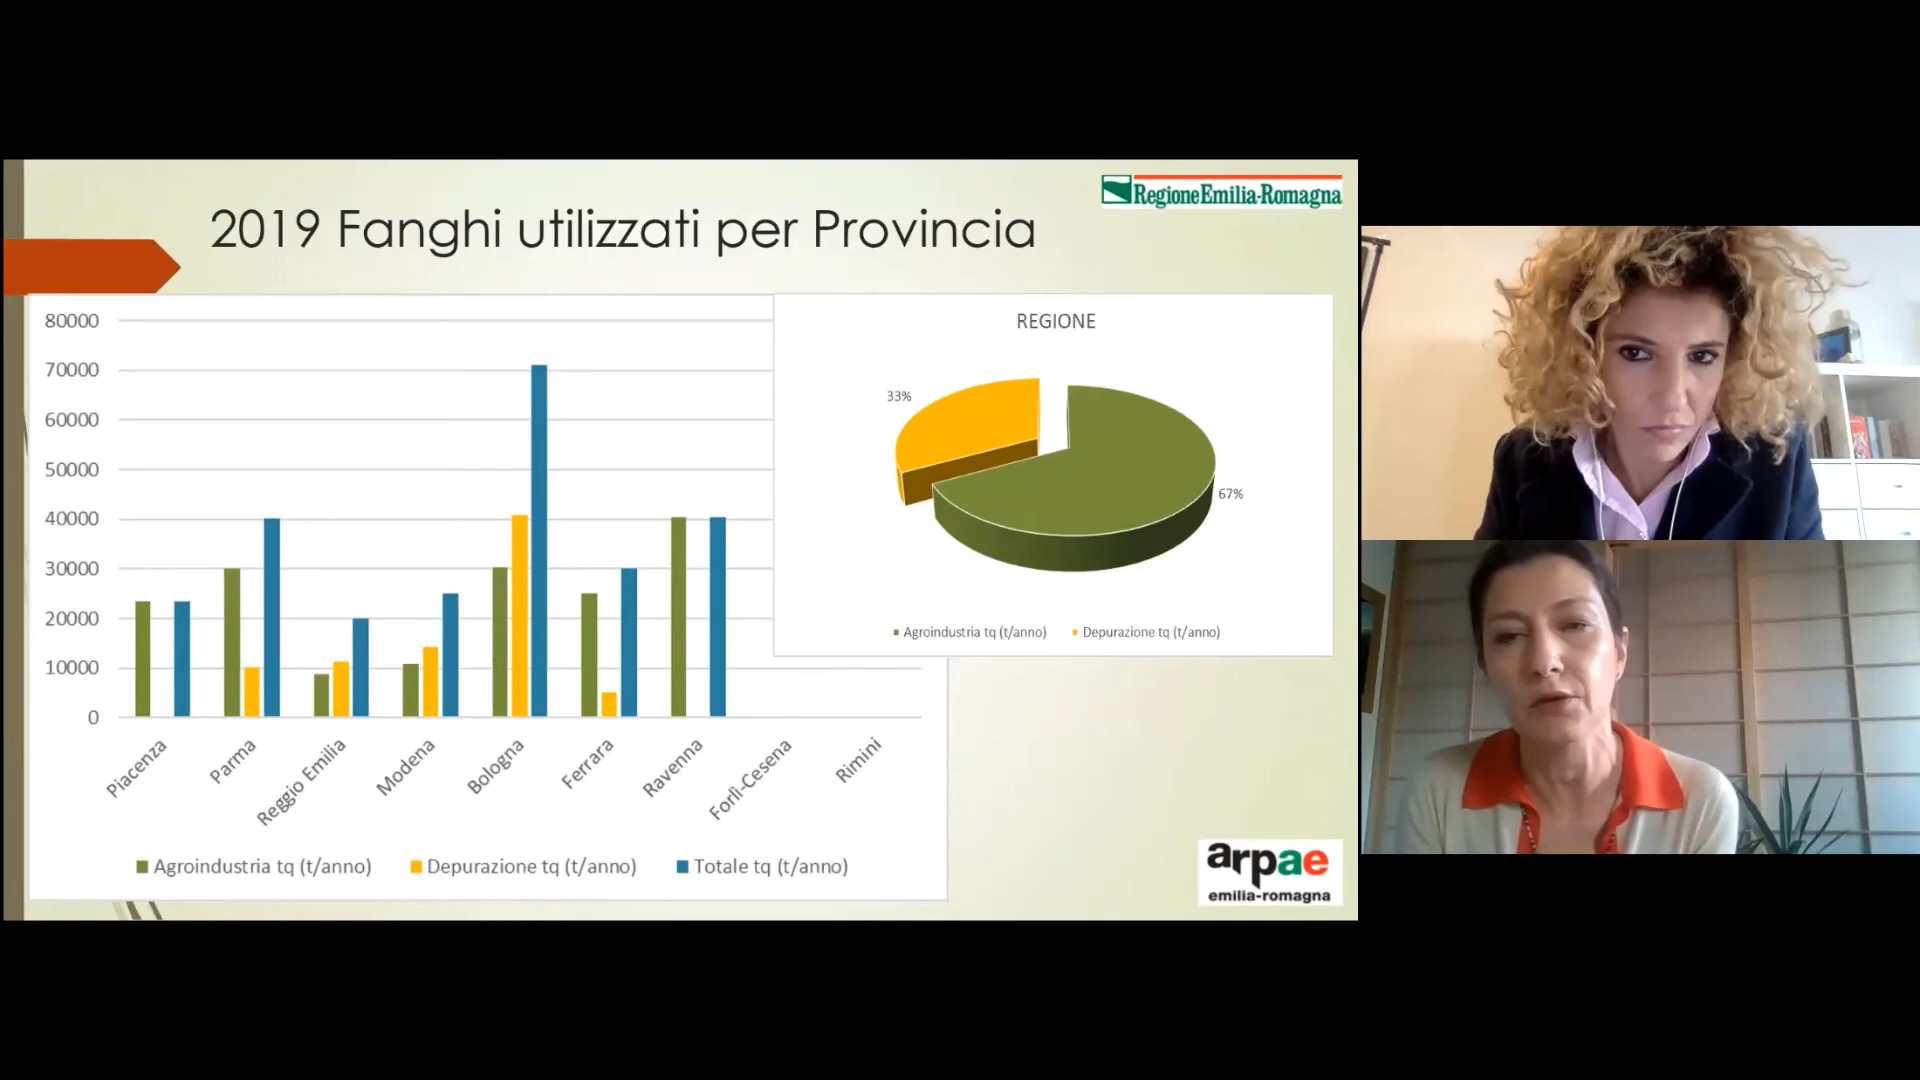 2019 Fanghi utilizzati per Provincia
RegioneEmilia-Romagna
80000
70000
60000
50000
40000
30000
20000
10000
0
Piacenza
Parma
Reggio Emilia
Modena
Bologna
Ferrara
Ravenna
Forlì-Cesena
Rimini
Agroindustria tq (t/anno)
Depurazione tq (t/anno)
Totale tq (t/anno)
REGIONE
33%
67%
Agroindustria tq (t/anno)
Depurazione tq (t/anno)
arpae
emilia-romagna